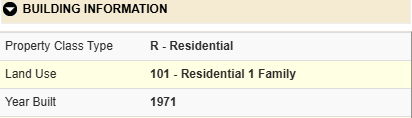 BUILDING INFORMATION
Property Class Type R - Residential
Land Use 101 - Residential 1 Family
Year Built 1971